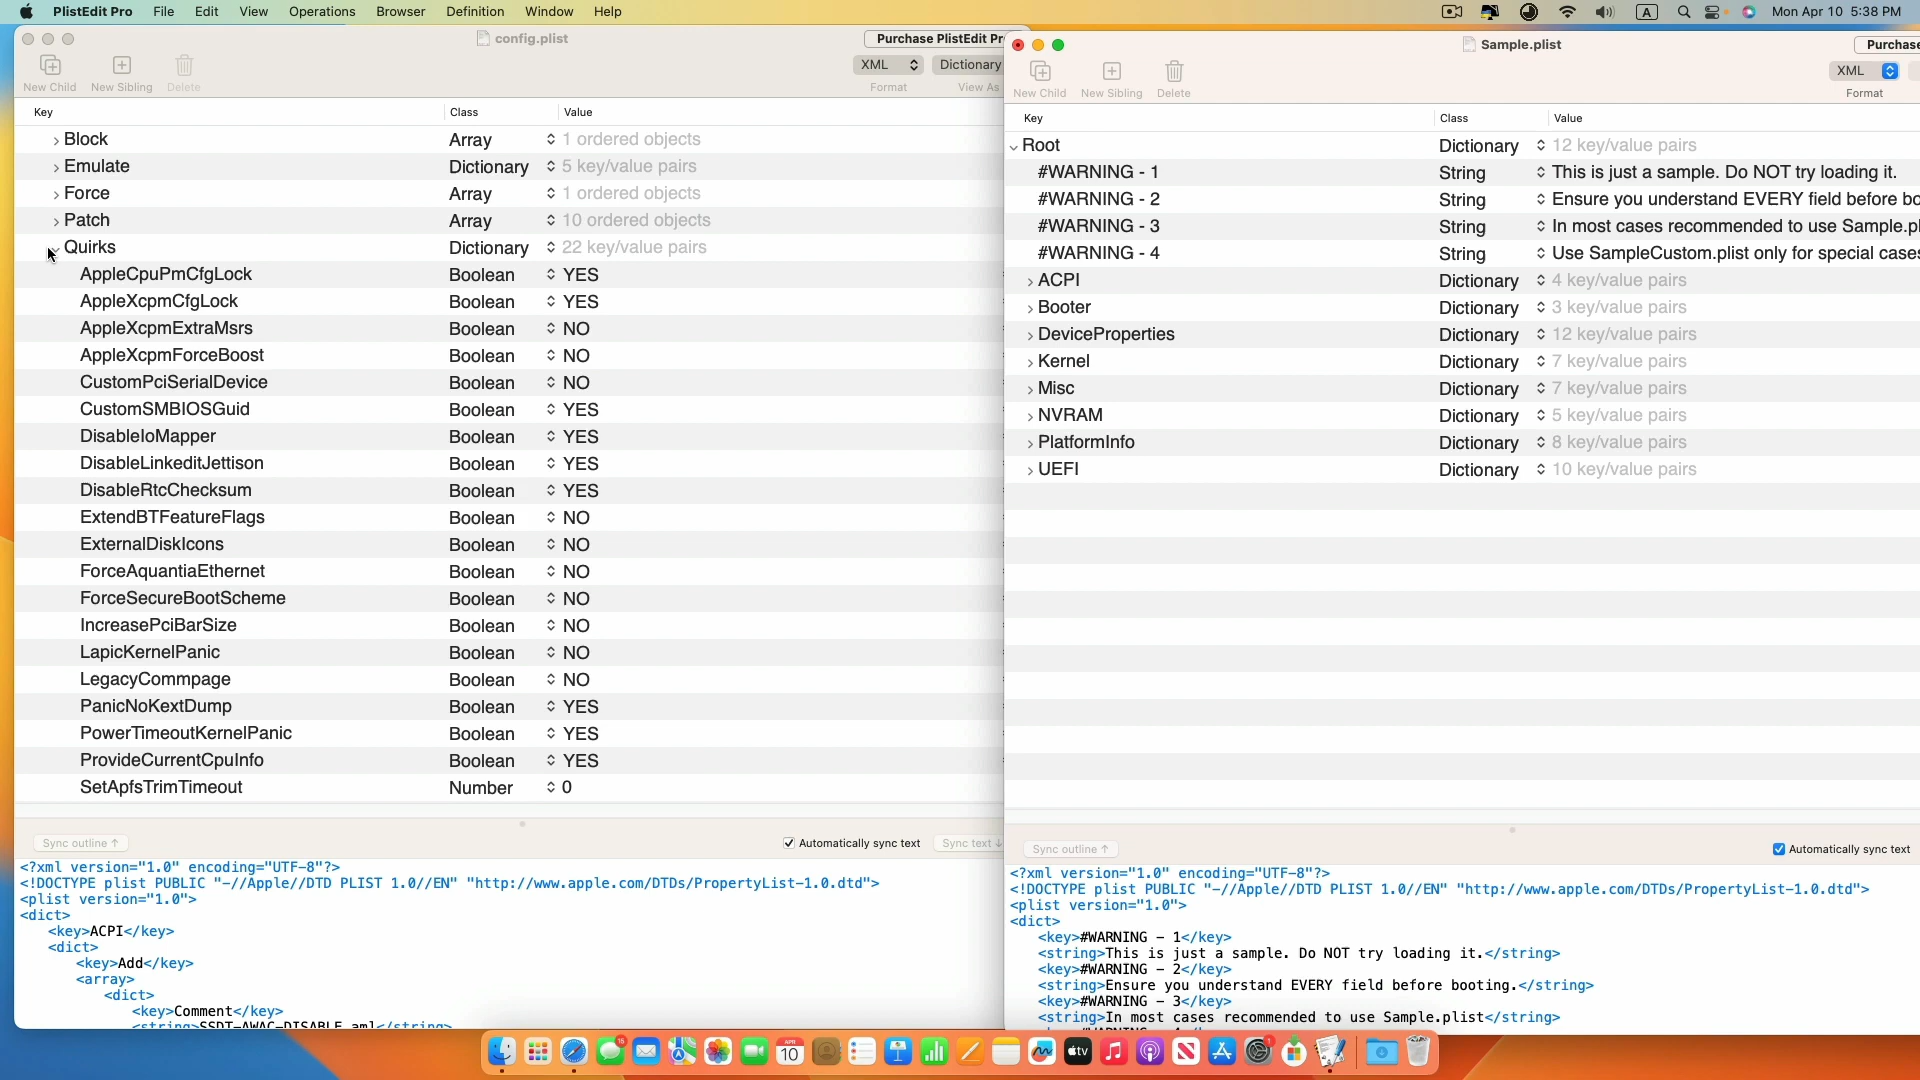 PlistEdit Pro File Edit View Operations Browser Definition Window Help A Mon Apr 10 5:38 PM
config.plist
Purchase PlistEdit Pr
XML
Dictionary
New Child New Sibling Delete
Format
View As
Key Class Value
Block Array 1 ordered objects
Emulate Dictionary 5 key/value pairs
Force Array 1 ordered objects
Patch Array 10 ordered objects
Quirks Dictionary 22 key/value pairs
AppleCpuPmCfgLock Boolean YES
AppleXcpmCfgLock Boolean YES
AppleXcpmExtraMsrs Boolean NO
AppleXcpmForceBoost Boolean NO
CustomPciSerialDevice Boolean NO
CustomSMBIOSGuid Boolean YES
DisableIoMapper Boolean YES
DisableLinkeditJettison Boolean YES
DisableRtcChecksum Boolean YES
ExtendBTFeatureFlags Boolean NO
ExternalDiskIcons Boolean NO
ForceAquantiaEthernet Boolean NO
ForceSecureBootScheme Boolean NO
IncreasePciBarSize Boolean NO
LapicKernelPanic Boolean NO
LegacyCommpage Boolean NO
PanicNoKextDump Boolean YES
PowerTimeoutKernelPanic Boolean YES
ProvideCurrentCpuInfo Boolean YES
SetApfsTrimTimeout Number 0
Sync outline ↑ Automatically sync text Sync text ↓
<?xml version="1.0" encoding="UTF-8"?>
<!DOCTYPE plist PUBLIC "-//Apple//DTD PLIST 1.0//EN" "http://www.apple.com/DTDs/PropertyList-1.0.dtd">
<plist version="1.0">
<dict>
<key>ACPI</key>
<dict>
<key>Add</key>
<array>
<dict>
<key>Comment</key>
<string>SSDT-AWAC-DISABLE.aml</string>
Sample.plist
Purchase
XML
New Child New Sibling Delete
Format
Key Class Value
Root Dictionary 12 key/value pairs
#WARNING - 1 String This is just a sample. Do NOT try loading it.
#WARNING - 2 String Ensure you understand EVERY field before bo
#WARNING - 3 String In most cases recommended to use Sample.pl
#WARNING - 4 String Use SampleCustom.plist only for special cases
ACPI Dictionary 4 key/value pairs
Booter Dictionary 3 key/value pairs
DeviceProperties Dictionary 12 key/value pairs
Kernel Dictionary 7 key/value pairs
Misc Dictionary 7 key/value pairs
NVRAM Dictionary 5 key/value pairs
PlatformInfo Dictionary 8 key/value pairs
UEFI Dictionary 10 key/value pairs
Sync outline ↑ Automatically sync text
<?xml version="1.0" encoding="UTF-8"?>
<!DOCTYPE plist PUBLIC "-//Apple//DTD PLIST 1.0//EN" "http://www.apple.com/DTDs/PropertyList-1.0.dtd">
<plist version="1.0">
<dict>
<key>#WARNING - 1</key>
<string>This is just a sample. Do NOT try loading it.</string>
<key>#WARNING - 2</key>
<string>Ensure you understand EVERY field before booting.</string>
<key>#WARNING - 3</key>
<string>In most cases recommended to use Sample.plist</string>
APR
10
tv